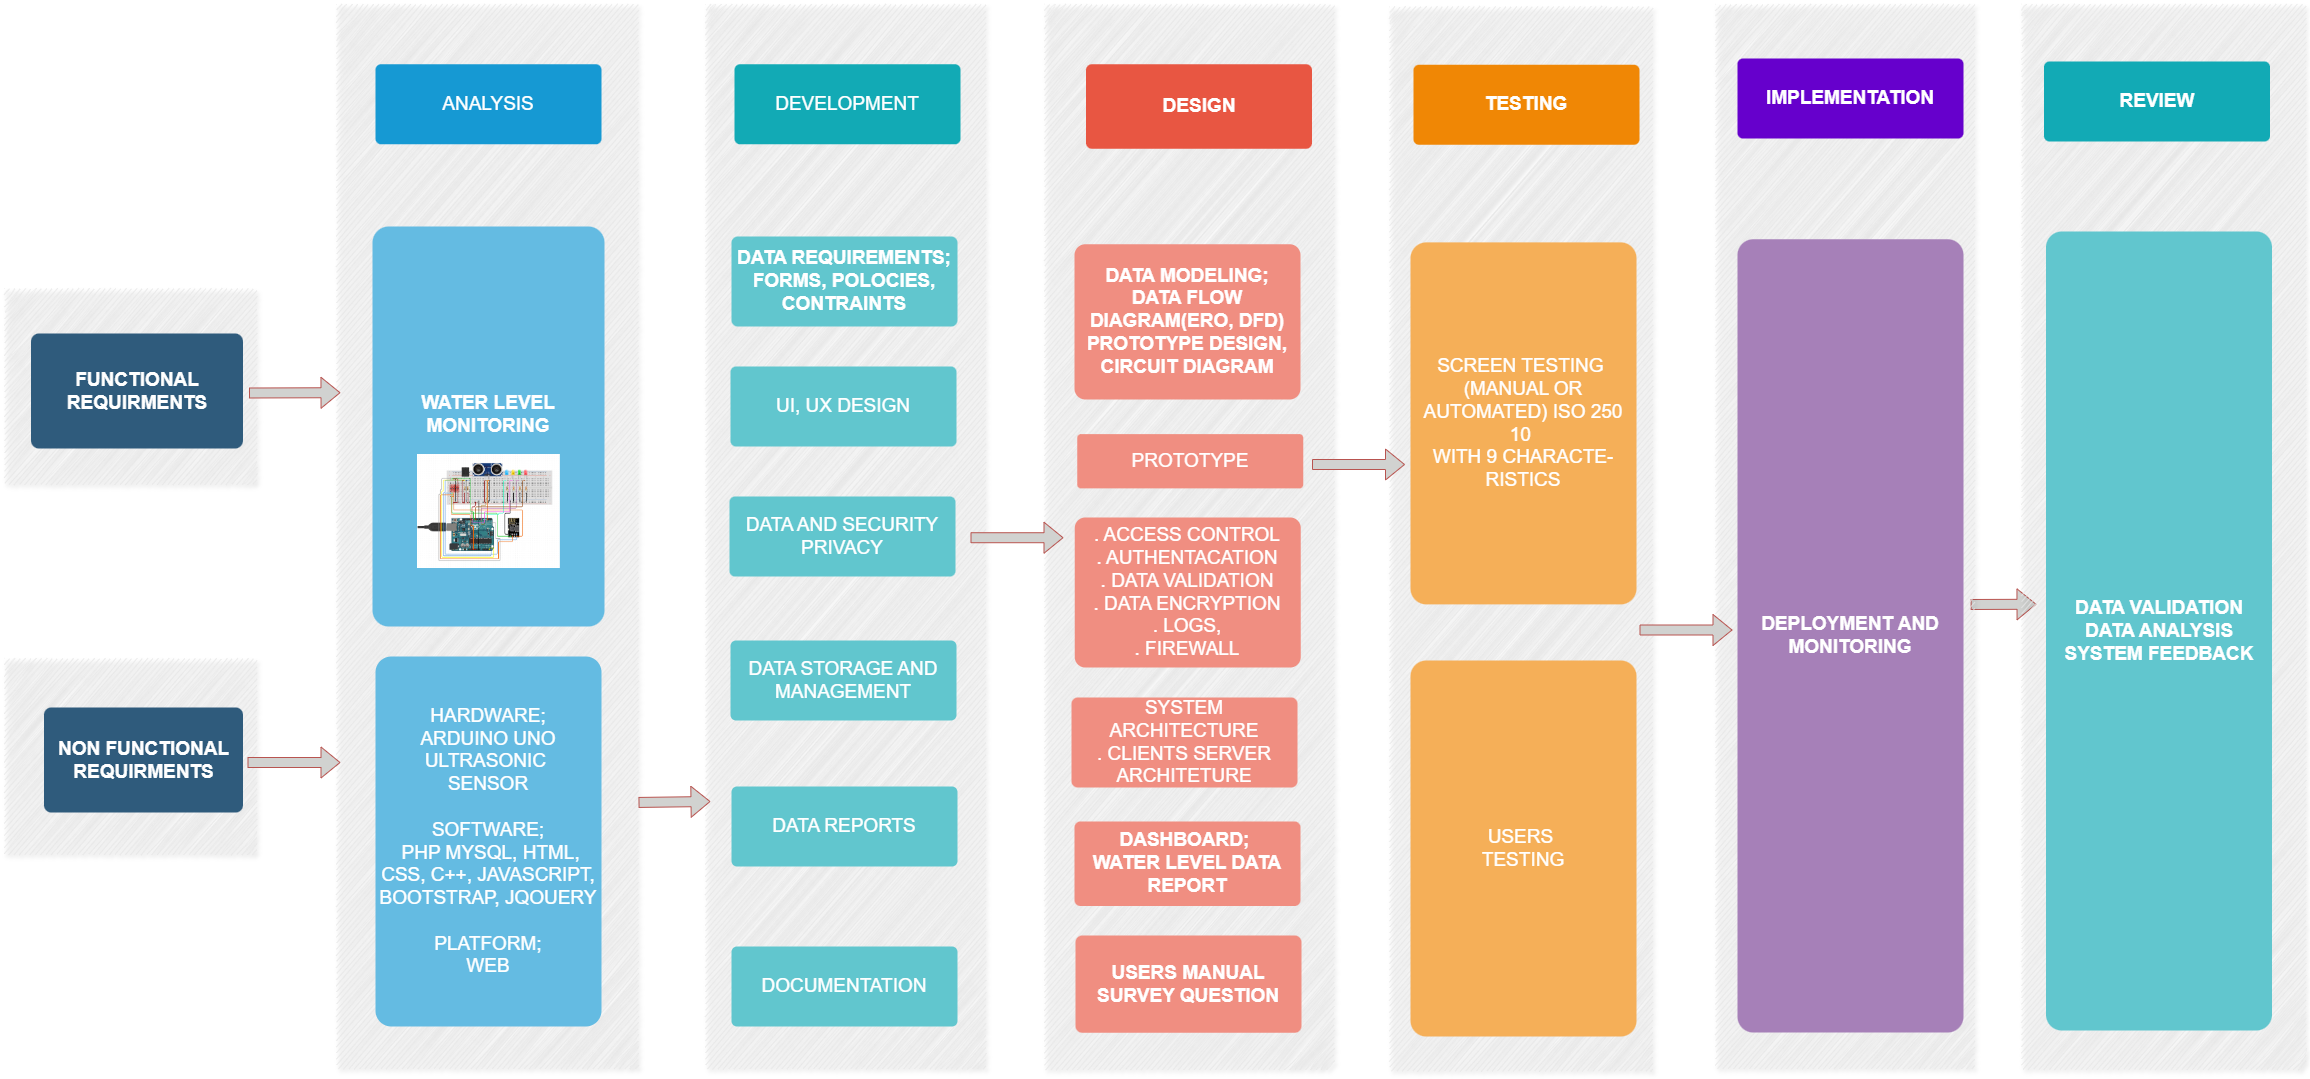 FUNCTIONAL
REQUIRMENTS
NON FUNCTIONAL
REQUIRMENTS
ANALYSIS
WATER LEVEL
MONITORING
HARDWARE;
ARDUINO UNO
ULTRASONIC
SENSOR
SOFTWARE;
PHP MYSQL, HTML,
CSS, C++, JAVASCRIPT,
BOOTSTRAP, JQOUERY
PLATFORM;
WEB
DEVELOPMENT
DATA REQUIREMENTS;
FORMS, POLOCIES,
CONTRAINTS
UI, UX DESIGN
DATA AND SECURITY
PRIVACY
DATA STORAGE AND
MANAGEMENT
DATA REPORTS
DOCUMENTATION
DESIGN
DATA MODELING;
DATA FLOW
DIAGRAM(ERO, DFD)
PROTOTYPE DESIGN,
CIRCUIT DIAGRAM
PROTOTYPE
. ACCESS CONTROL
. AUTHENTACATION
. DATA VALIDATION
. DATA ENCRYPTION
. LOGS,
. FIREWALL
SYSTEM
ARCHITECTURE
. CLIENTS SERVER
ARCHITETURE
DASHBOARD;
WATER LEVEL DATA
REPORT
USERS MANUAL
SURVEY QUESTION
TESTING
SCREEN TESTING
(MANUAL OR
AUTOMATED) ISO 250
10
WITH 9 CHARACTE-
RISTICS
USERS
TESTING
IMPLEMENTATION
DEPLOYMENT AND
MONITORING
REVIEW
DATA VALIDATION
DATA ANALYSIS
SYSTEM FEEDBACK